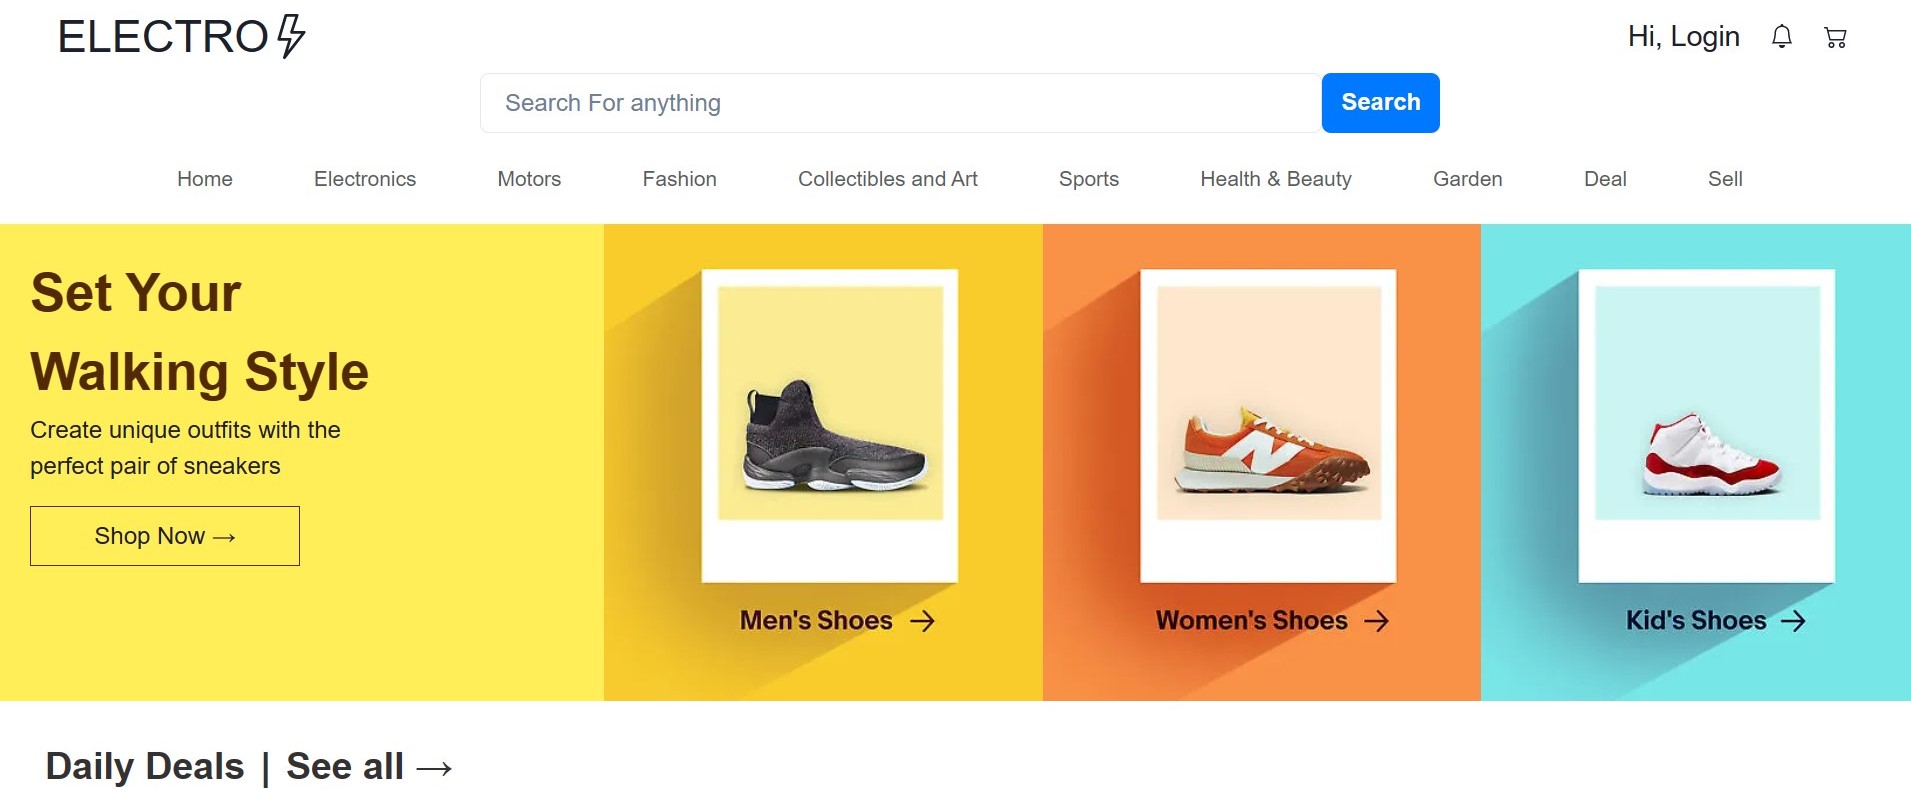 ELECTRO
Hi, Login
Search For anything
Search
Home Electronics Motors Fashion Collectibles and Art Sports Health & Beauty Garden Deal Sell
Set Your
Walking Style
Create unique outfits with the
perfect pair of sneakers
Shop Now →
N
Men's Shoes →
Women's Shoes →
Kid's Shoes →
Daily Deals | See all →